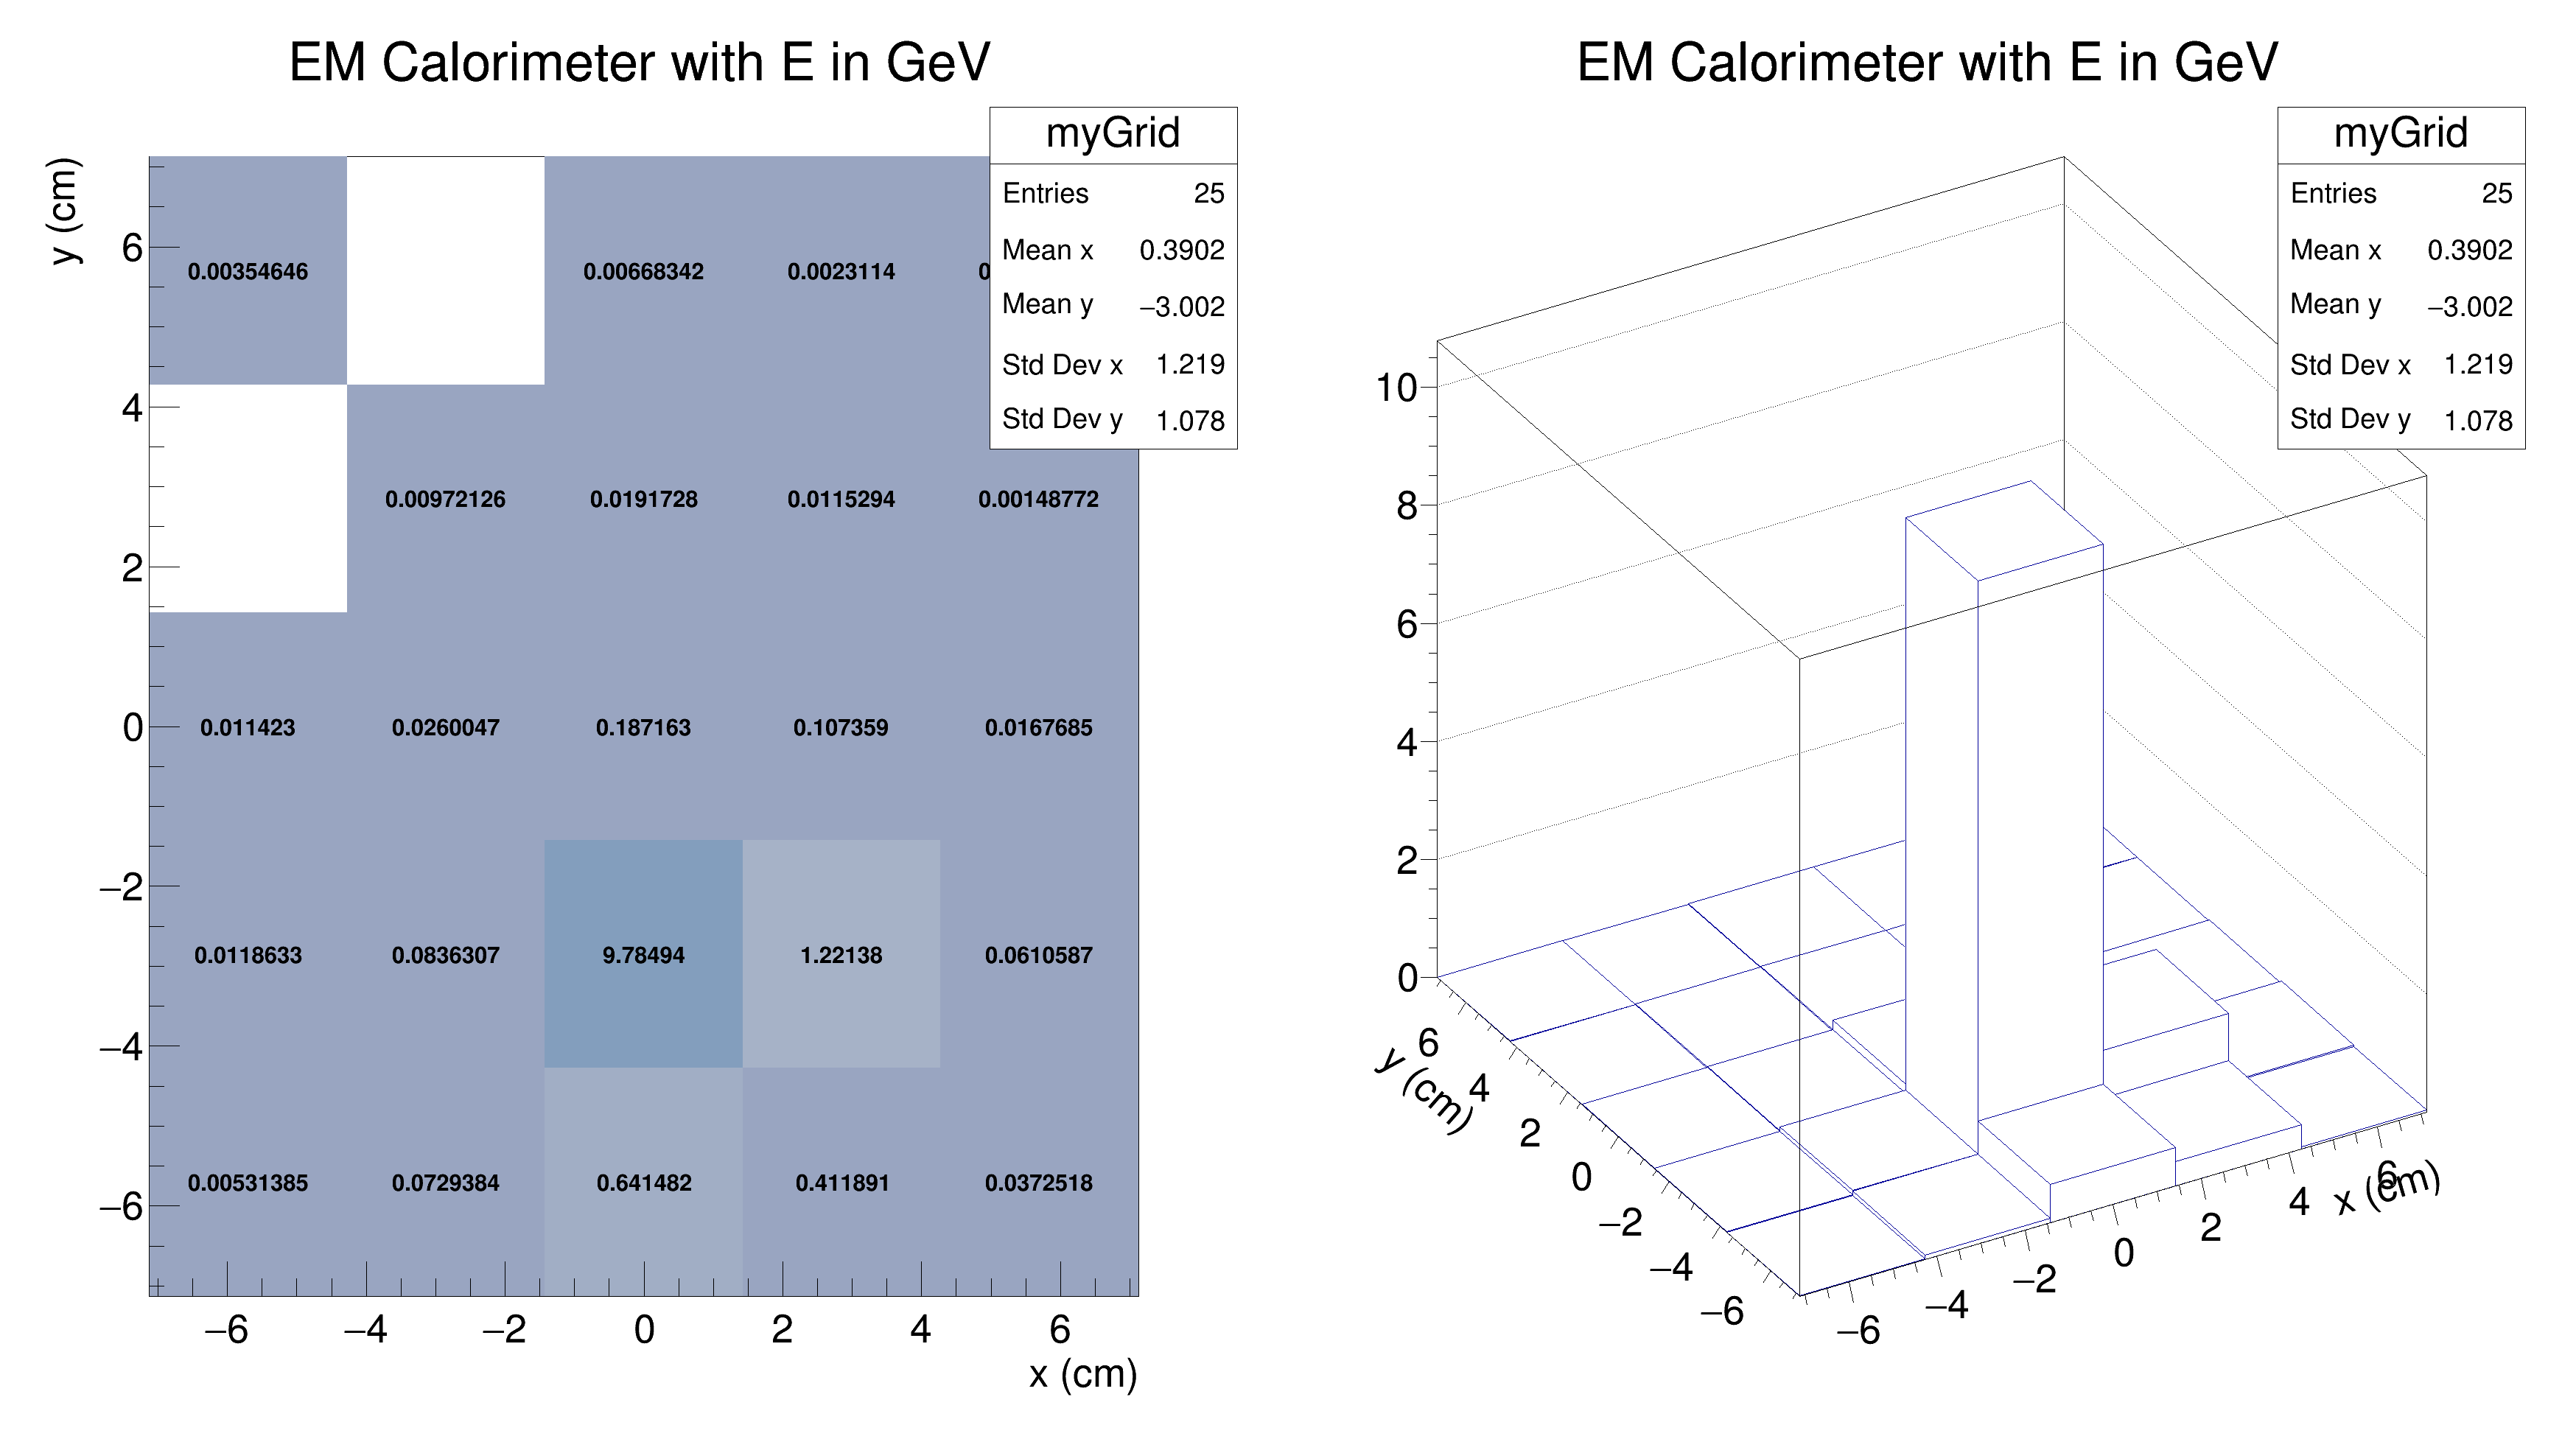 EM Calorimeter with E in GeV
myGrid
Entries 25
Mean x 0.3902
Mean y −3.002
Std Dev x 1.219
Std Dev y 1.078
y (cm)
6
4
2
0
−2
−4
−6
0.00354646 0.00668342 0.0023114
0.00972126 0.0191728 0.0115294 0.00148772
0.011423 0.0260047 0.187163 0.107359 0.0167685
0.0118633 0.0836307 9.78494 1.22138 0.0610587
0.00531385 0.0729384 0.641482 0.411891 0.0372518
−6 −4 −2 0 2 4 6
x (cm)
EM Calorimeter with E in GeV
myGrid
Entries 25
Mean x 0.3902
Mean y −3.002
Std Dev x 1.219
Std Dev y 1.078
10
8
6
4
2
0
6
4
2
0
−2
−4
−6
y (cm)
−6 −4 −2 0 2 4 6
x (cm)